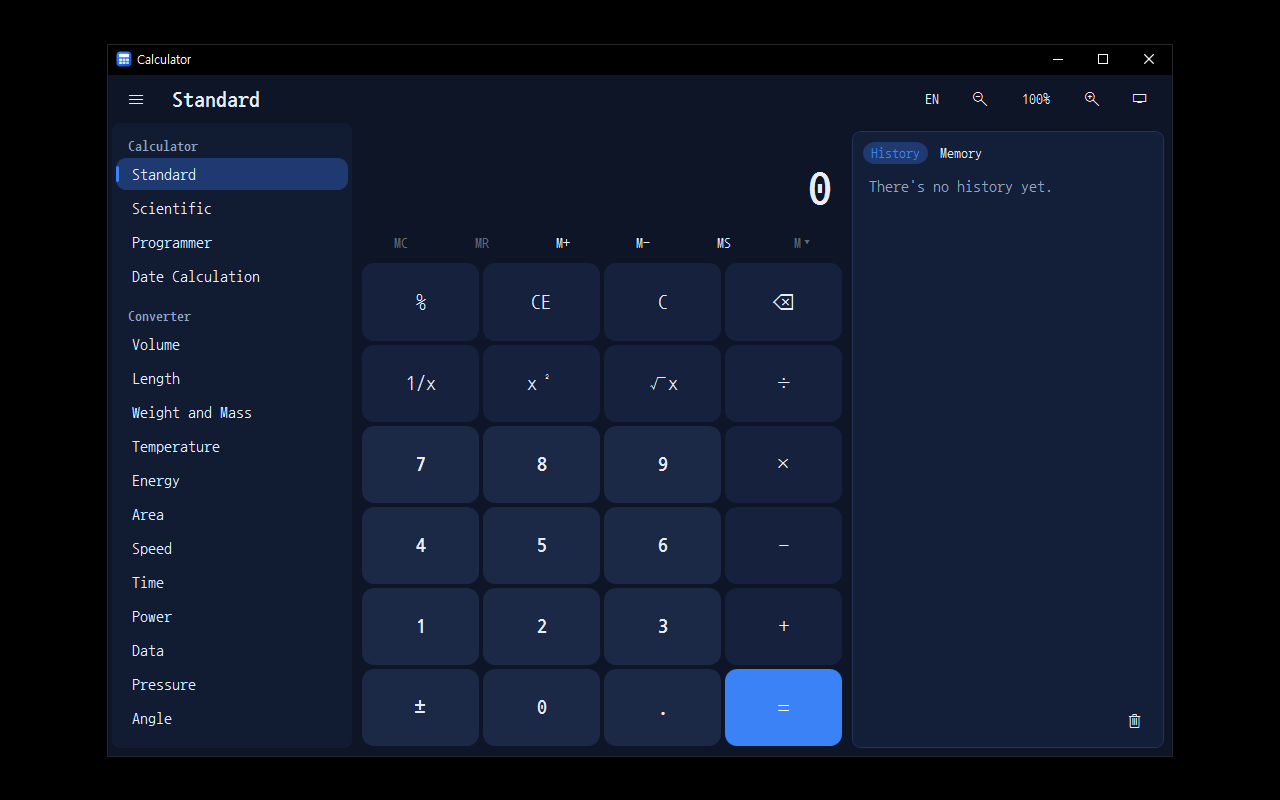 Calculator
Standard
EN
100%
Calculator
Standard
Scientific
Programmer
Date Calculation
Converter
Volume
Length
Weight and Mass
Temperature
Energy
Area
Speed
Time
Power
Data
Pressure
Angle
0
MC MR M+ M− MS M▾
% CE C
1/x x² √x ÷
7 8 9 ×
4 5 6 −
1 2 3 +
± 0 . =
History Memory
There's no history yet.